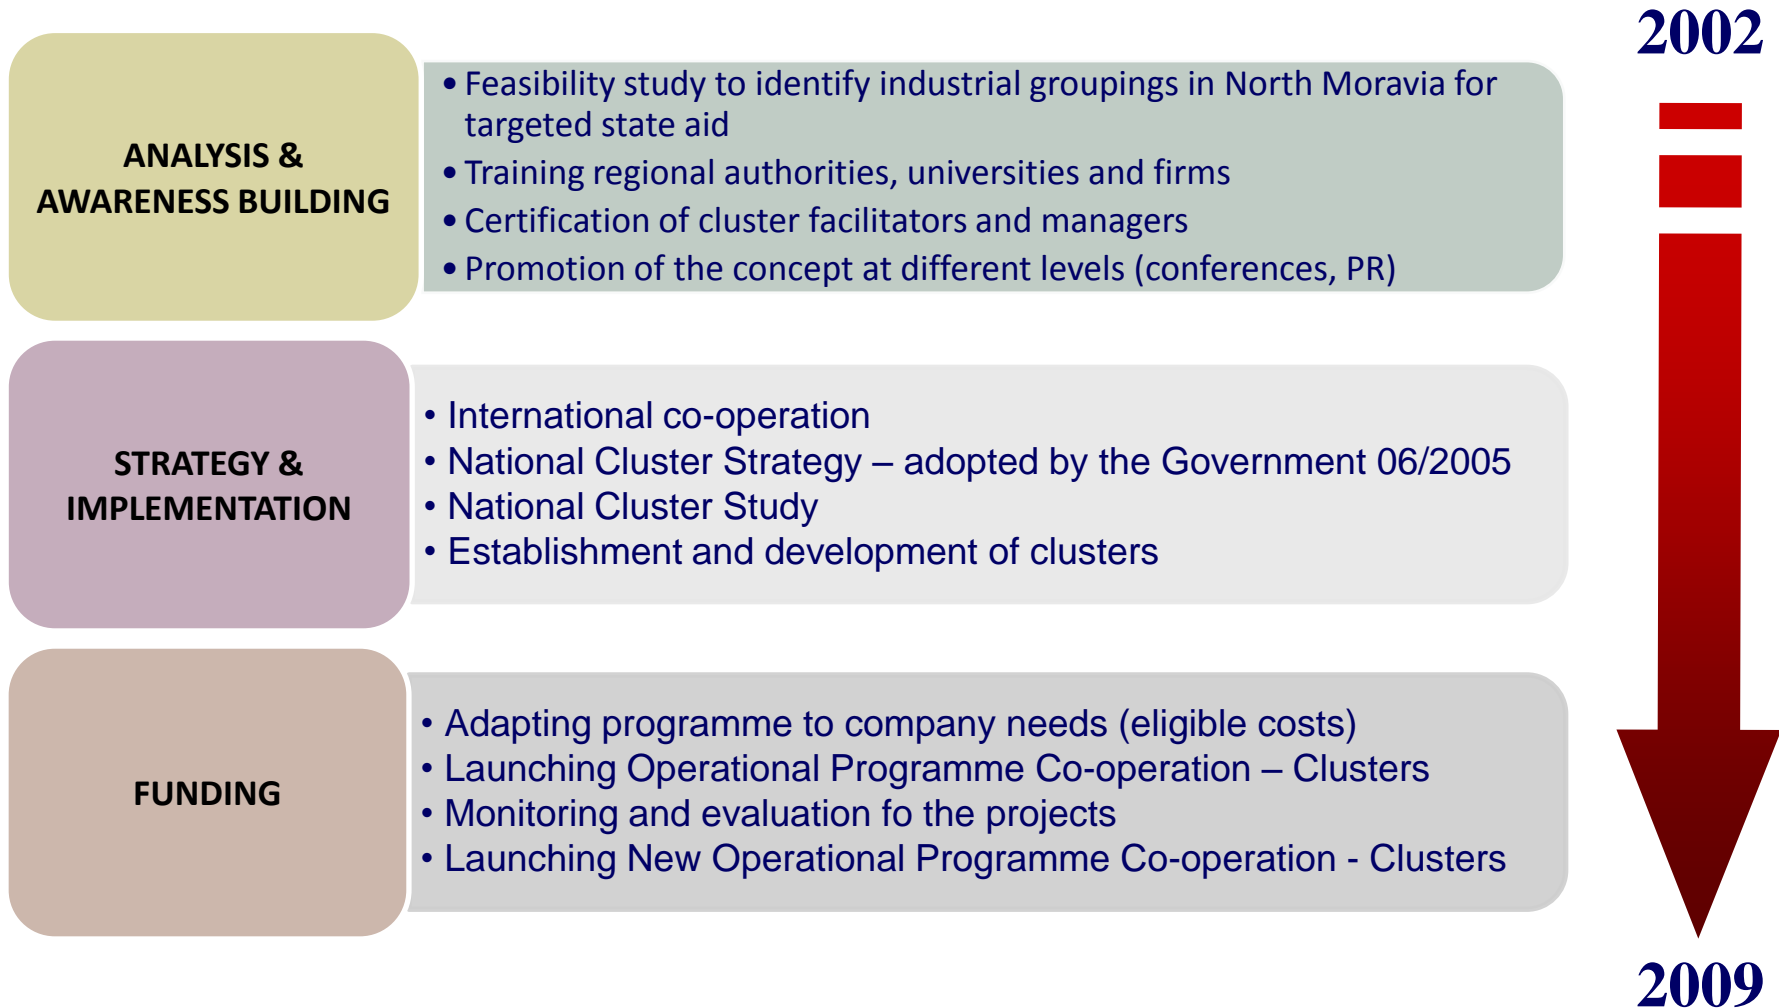 2002
ANALYSIS &
AWARENESS BUILDING
• Feasibility study to identify industrial groupings in North Moravia for
targeted state aid
• Training regional authorities, universities and firms
• Certification of cluster facilitators and managers
• Promotion of the concept at different levels (conferences, PR)
STRATEGY &
IMPLEMENTATION
• International co-operation
• National Cluster Strategy – adopted by the Government 06/2005
• National Cluster Study
• Establishment and development of clusters
FUNDING
• Adapting programme to company needs (eligible costs)
• Launching Operational Programme Co-operation – Clusters
• Monitoring and evaluation fo the projects
• Launching New Operational Programme Co-operation - Clusters
2009